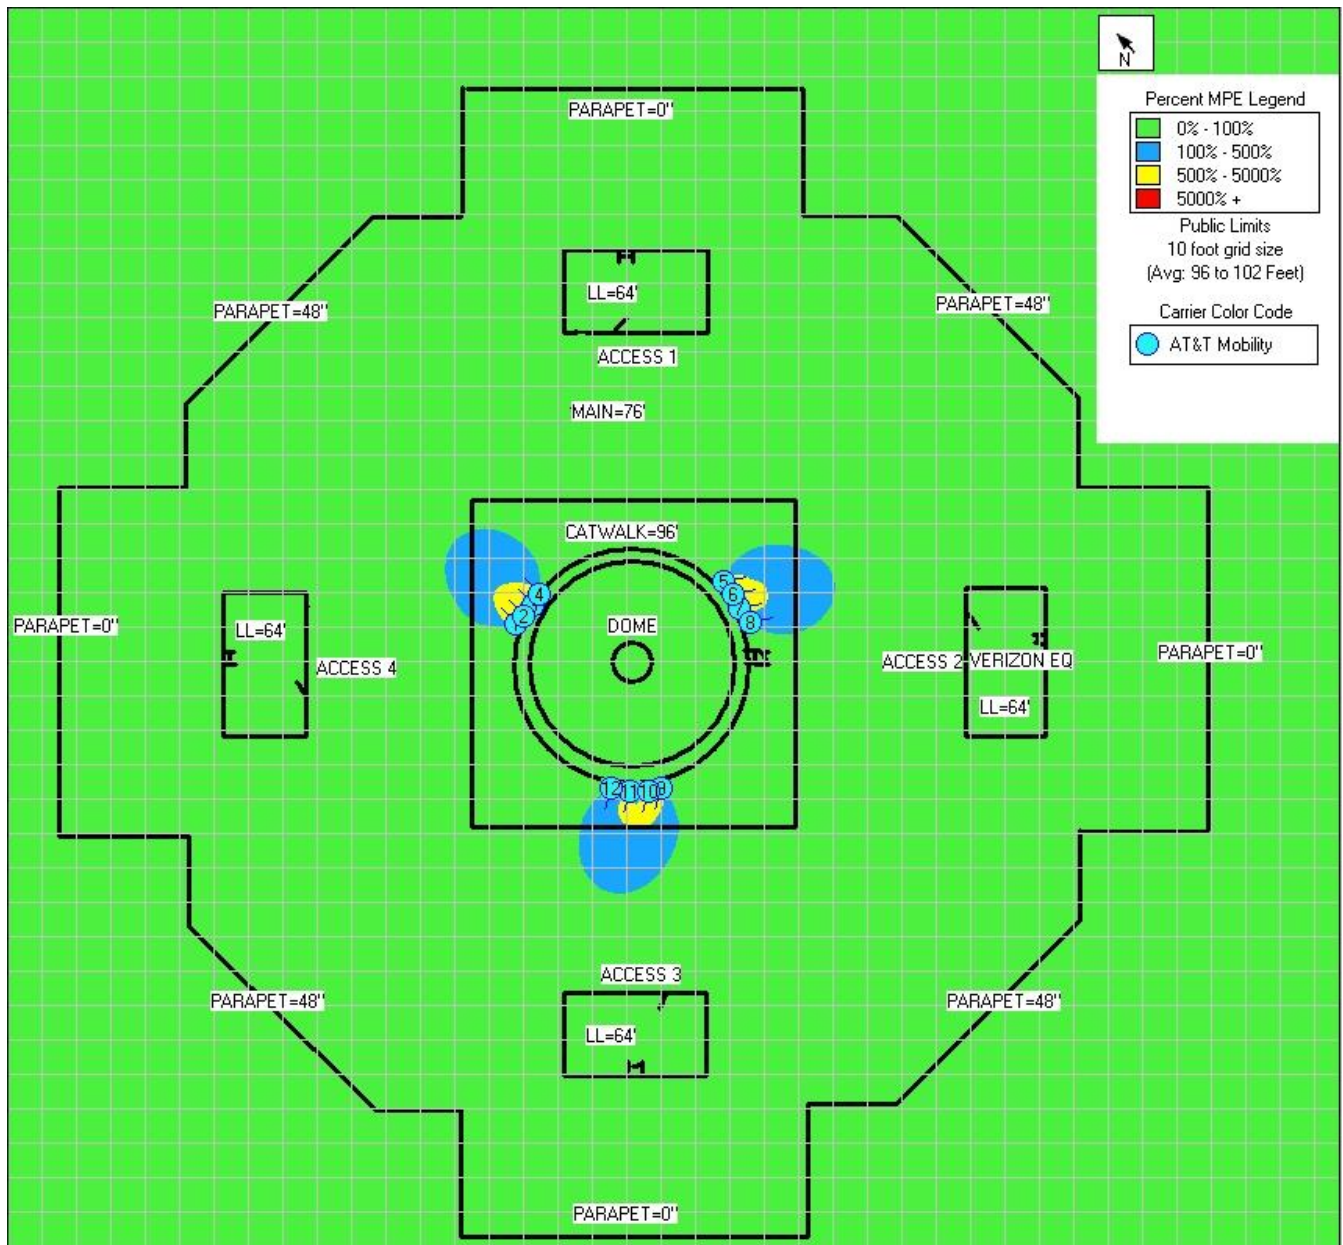 N
Percent MPE Legend
0% - 100%
100% - 500%
500% - 5000%
5000% +
Public Limits
10 foot grid size
(Avg: 96 to 102 Feet)
Carrier Color Code
AT&T Mobility
PARAPET=0"
PARAPET=48"
PARAPET=48"
LL=64'
ACCESS 1
MAIN=76'
CATWALK=96'
4
2
5
6
7
8
DOME
PARAPET=0"
LL=64'
ACCESS 4
ACCESS 2
VERIZON EQ
LL=64'
PARAPET=0"
12
11
10
9
ACCESS 3
LL=64'
PARAPET=48"
PARAPET=48"
PARAPET=0"